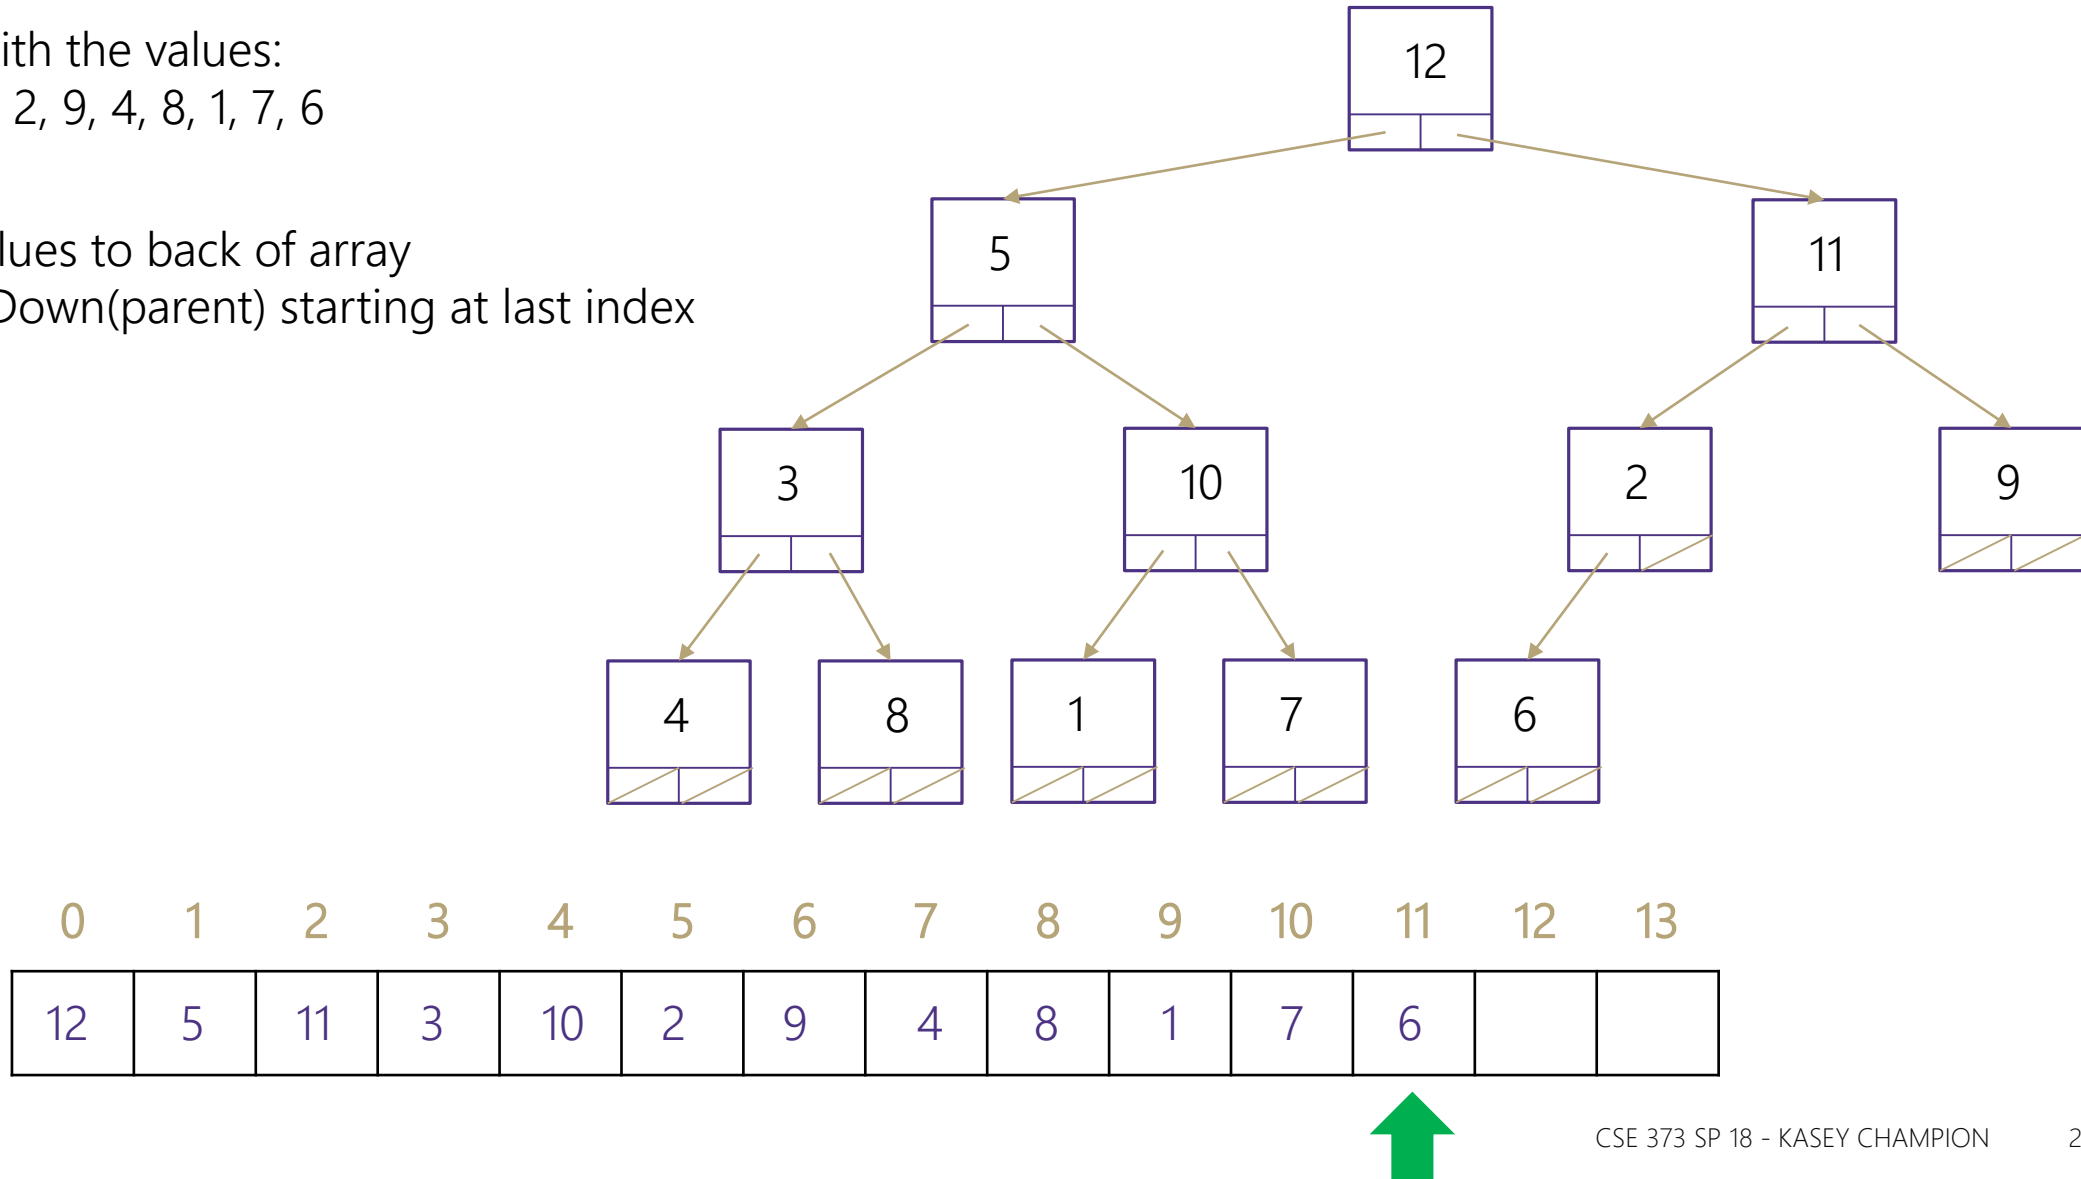 ith the values:
2, 9, 4, 8, 1, 7, 6
lues to back of array
Down(parent) starting at last index
12
5 11
3 10 2 9
4 8 1 7 6
0 1 2 3 4 5 6 7 8 9 10 11 12 13
12 5 11 3 10 2 9 4 8 1 7 6
CSE 373 SP 18 - KASEY CHAMPION 2